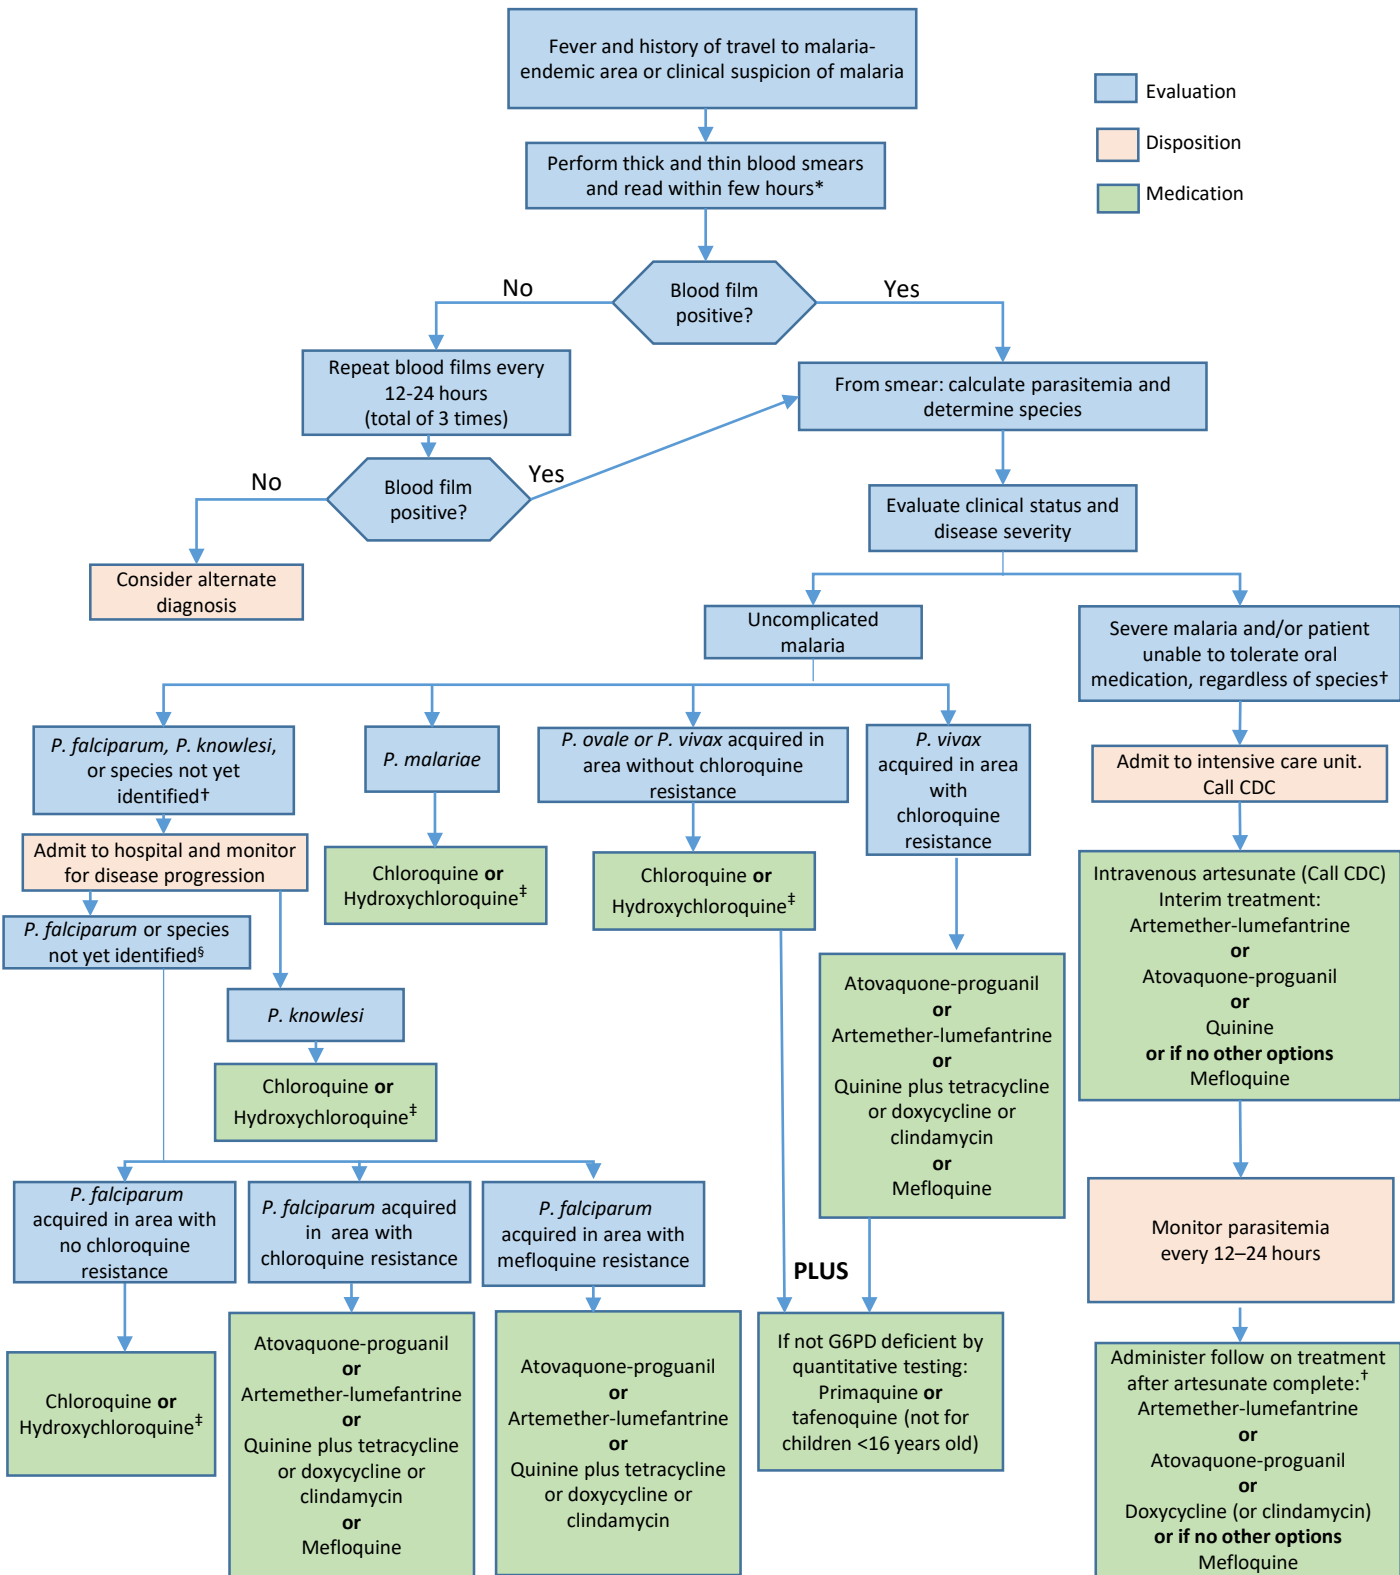 Fever and history of travel to malaria-
endemic area or clinical suspicion of malaria
Evaluation
Disposition
Medication
Perform thick and thin blood smears
and read within few hours*
Blood film
positive?
No
Yes
Repeat blood films every
12-24 hours
(total of 3 times)
From smear: calculate parasitemia and
determine species
Blood film
positive?
No
Yes
Evaluate clinical status and
disease severity
Consider alternate
diagnosis
Uncomplicated
malaria
Severe malaria and/or patient
unable to tolerate oral
medication, regardless of species†
P. falciparum, P. knowlesi,
or species not yet
identified†
P. malariae
P. ovale or P. vivax acquired in
area without chloroquine
resistance
P. vivax
acquired in area
with
chloroquine
resistance
Admit to intensive care unit.
Call CDC
Admit to hospital and monitor
for disease progression
Chloroquine or
Hydroxychloroquine‡
Chloroquine or
Hydroxychloroquine‡
Intravenous artesunate (Call CDC)
Interim treatment:
Artemether-lumefantrine
or
Atovaquone-proguanil
or
Quinine
or if no other options
Mefloquine
P. falciparum or species
not yet identified§
P. knowlesi
Chloroquine or
Hydroxychloroquine‡
Atovaquone-proguanil
or
Artemether-lumefantrine
or
Quinine plus tetracycline
or doxycycline or
clindamycin
or
Mefloquine
P. falciparum
acquired in area with
no chloroquine
resistance
P. falciparum acquired
in area with
chloroquine resistance
P. falciparum
acquired in area with
mefloquine resistance
Monitor parasitemia
every 12–24 hours
PLUS
Chloroquine or
Hydroxychloroquine‡
Atovaquone-proguanil
or
Artemether-lumefantrine
or
Quinine plus tetracycline
or doxycycline or
clindamycin
or
Mefloquine
Atovaquone-proguanil
or
Artemether-lumefantrine
or
Quinine plus tetracycline
or doxycycline or
clindamycin
If not G6PD deficient by
quantitative testing:
Primaquine or
tafenoquine (not for
children <16 years old)
Administer follow on treatment
after artesunate complete:†
Artemether-lumefantrine
or
Atovaquone-proguanil
or
Doxycycline (or clindamycin)
or if no other options
Mefloquine